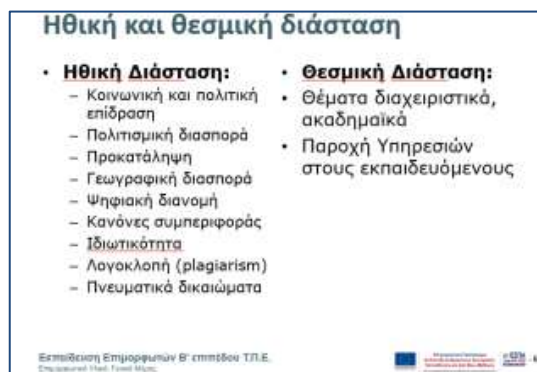 Ηθική και θεσμική διάσταση
• Ηθική Διάσταση:
– Κοινωνική και πολιτική
επίδραση
– Πολιτισμική διασπορά
– Προκατάληψη
– Γεωγραφική διασπορά
– Ψηφιακή διανομή
– Κανόνες συμπεριφοράς
– Ιδιωτικότητα
– Λογοκλοπή (plagiarism)
– Πνευματικά δικαιώματα
• Θεσμική Διάσταση:
• Θέματα διαχειριστικά,
ακαδημαϊκά
• Παροχή Υπηρεσιών
στους εκπαιδευόμενους
Εκπαίδευση Επιμορφωτών Β' επιπέδου Τ.Π.Ε.